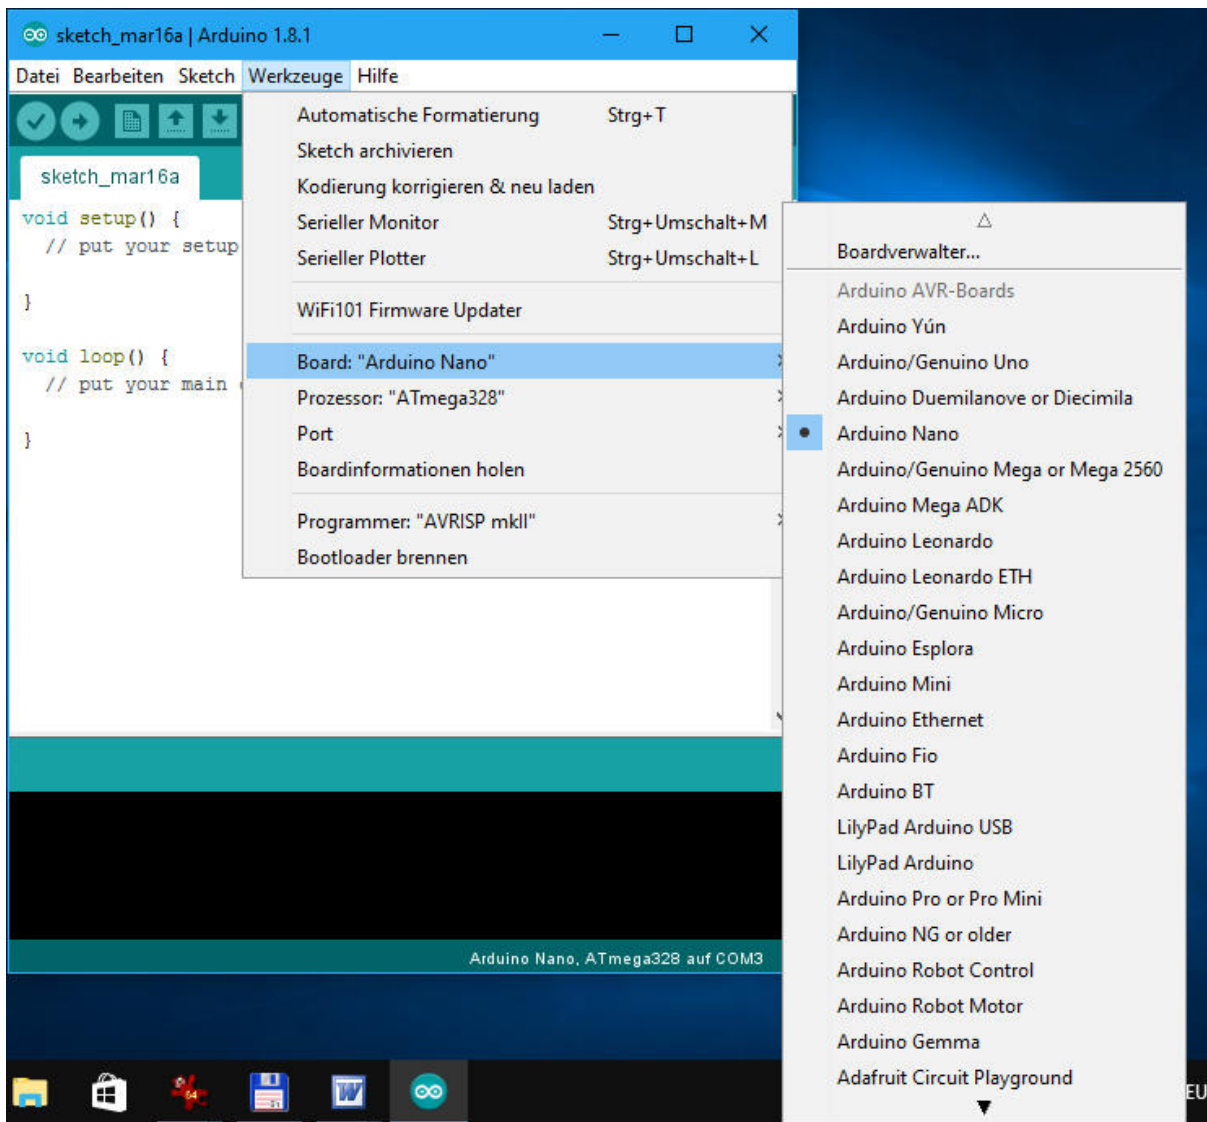 sketch_mar16a | Arduino 1.8.1
Datei Bearbeiten Sketch Werkzeuge Hilfe
sketch_mar16a
void setup() {
// put your setup
}
void loop() {
// put your main
}
Automatische Formatierung Strg+T
Sketch archivieren
Kodierung korrigieren & neu laden
Serieller Monitor Strg+Umschalt+M
Serieller Plotter Strg+Umschalt+L
WiFi101 Firmware Updater
Board: "Arduino Nano"
Prozessor: "ATmega328"
Port
Boardinformationen holen
Programmer: "AVRISP mkII"
Bootloader brennen
Boardverwalter...
Arduino AVR-Boards
Arduino Yún
Arduino/Genuino Uno
Arduino Duemilanove or Diecimila
Arduino Nano
Arduino/Genuino Mega or Mega 2560
Arduino Mega ADK
Arduino Leonardo
Arduino Leonardo ETH
Arduino/Genuino Micro
Arduino Esplora
Arduino Mini
Arduino Ethernet
Arduino Fio
Arduino BT
LilyPad Arduino USB
LilyPad Arduino
Arduino Pro or Pro Mini
Arduino NG or older
Arduino Robot Control
Arduino Robot Motor
Arduino Gemma
Adafruit Circuit Playground
Arduino Nano, ATmega328 auf COM3
64
W
EU